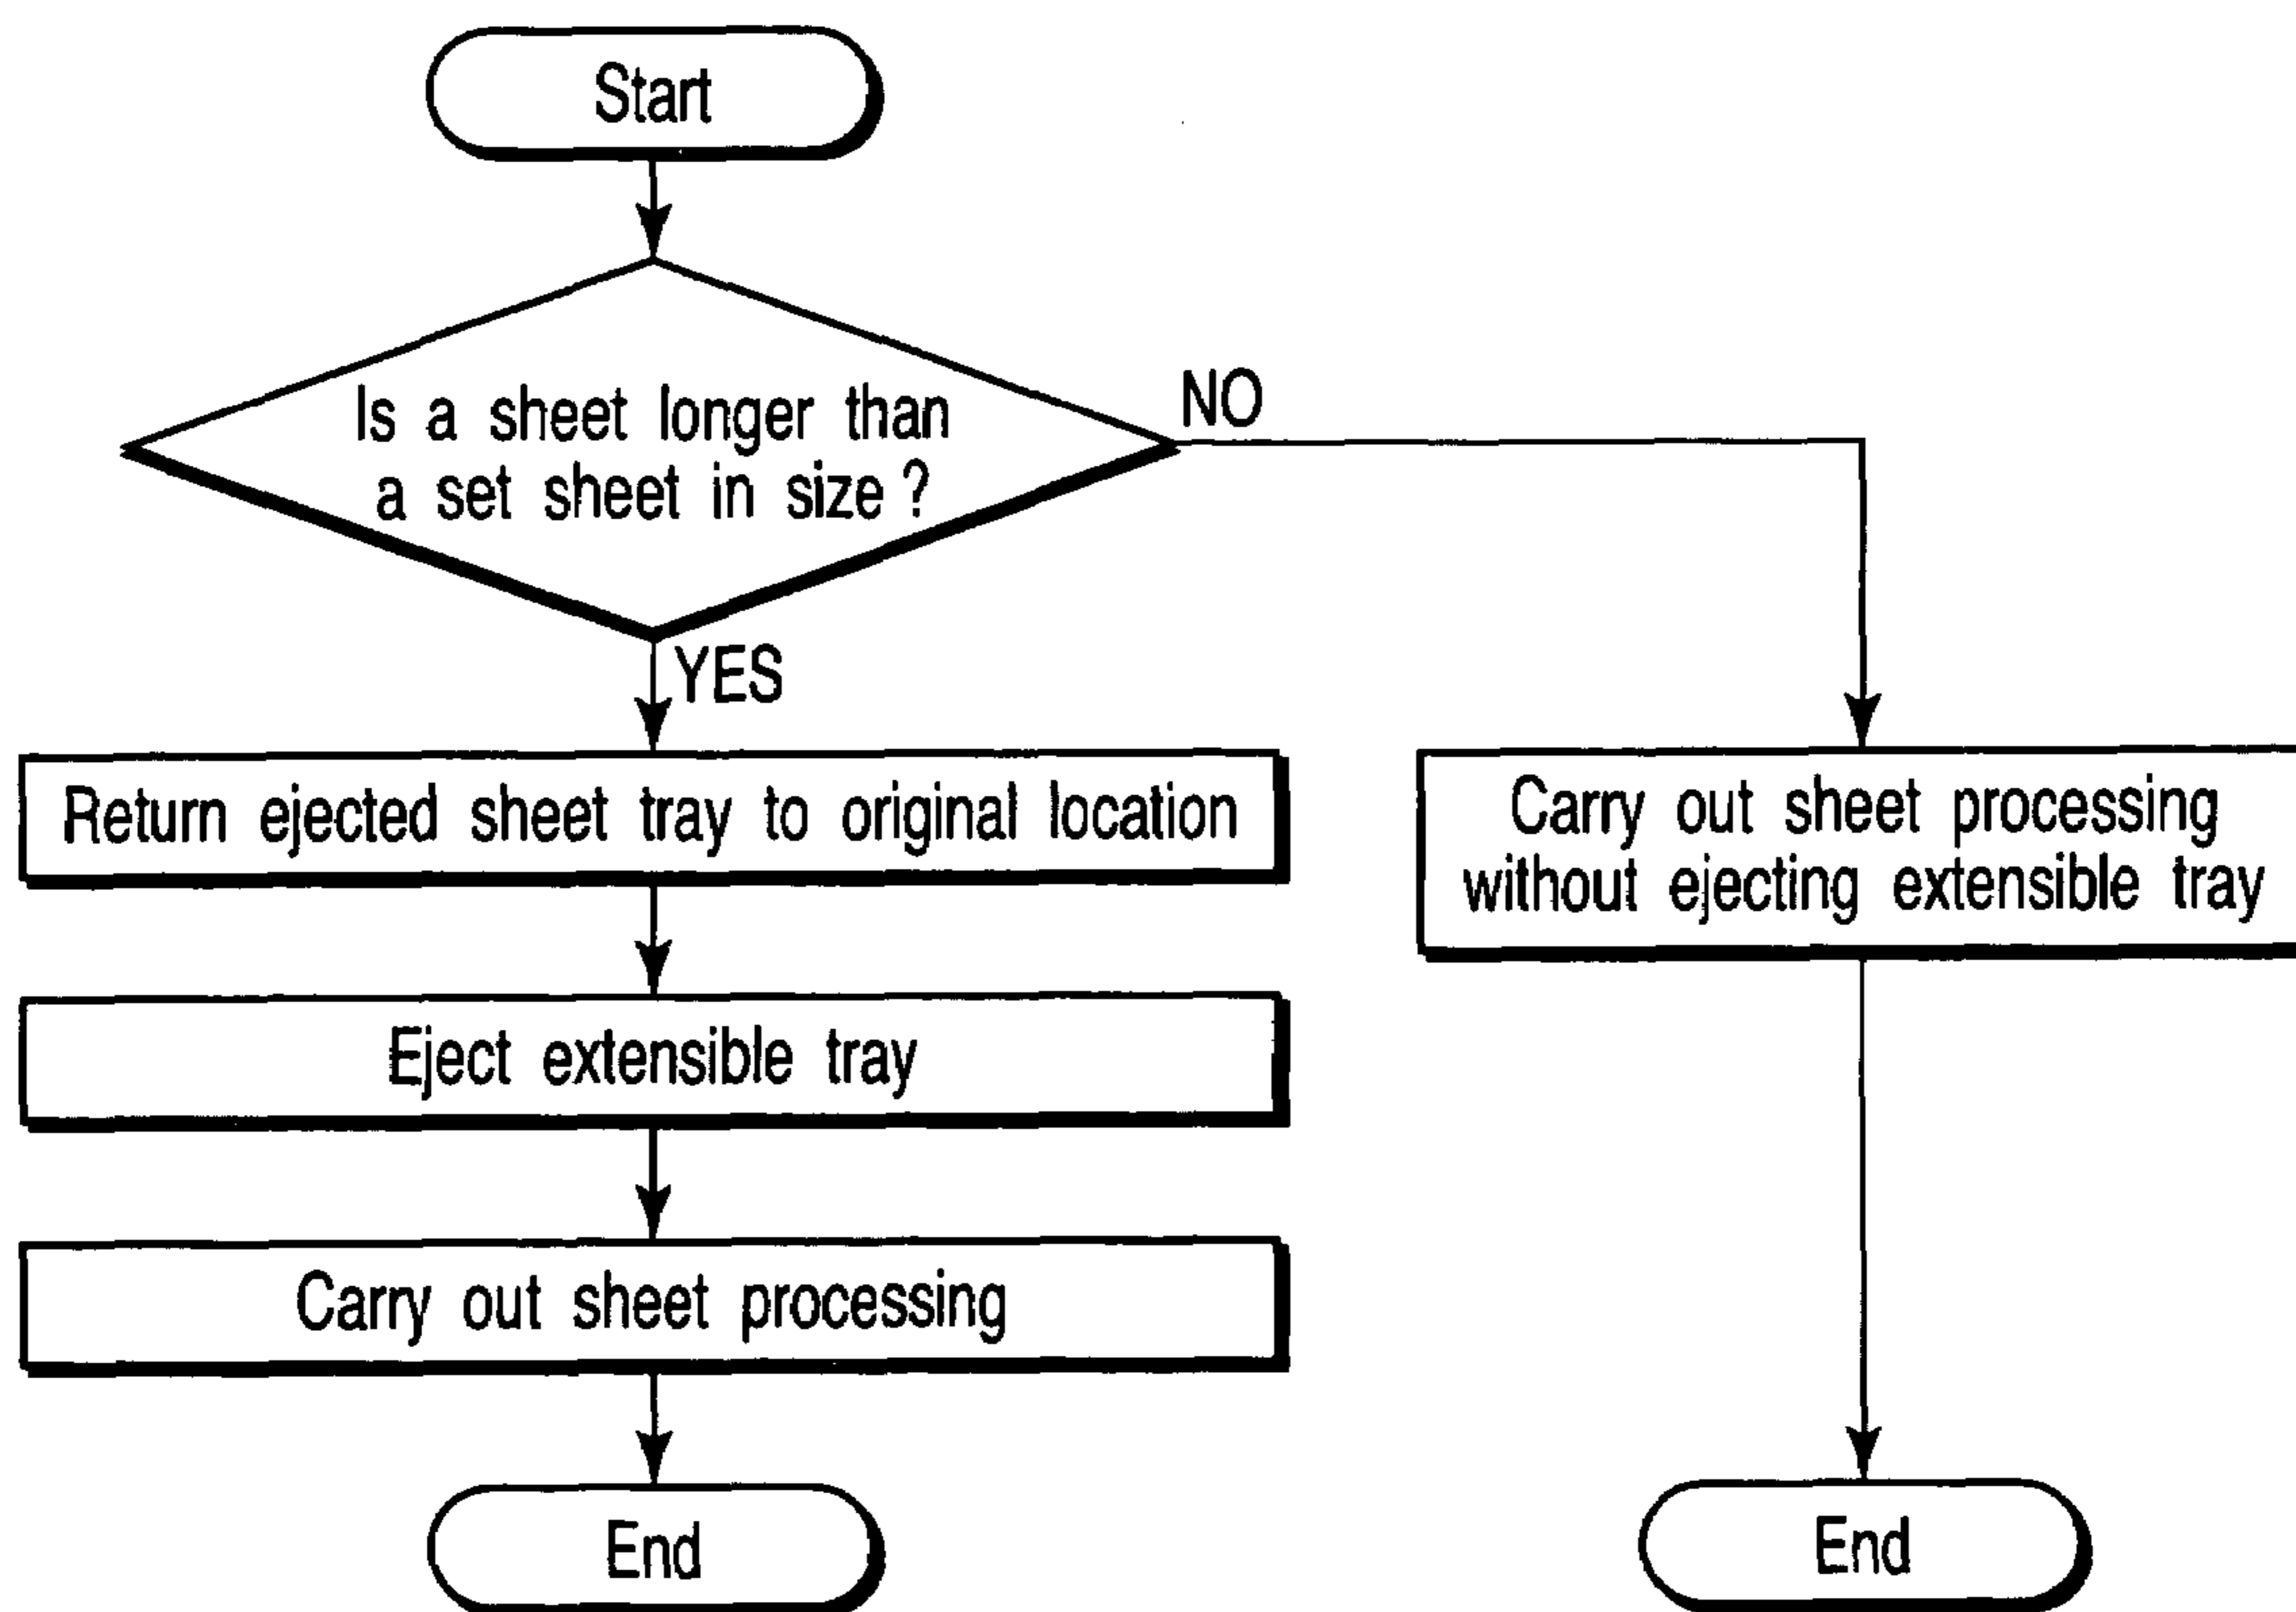 Start
Is a sheet longer than
a set sheet in size ?
NO
YES
Return ejected sheet tray to original location
Carry out sheet processing
without ejecting extensible tray
Eject extensible tray
Carry out sheet processing
End
End